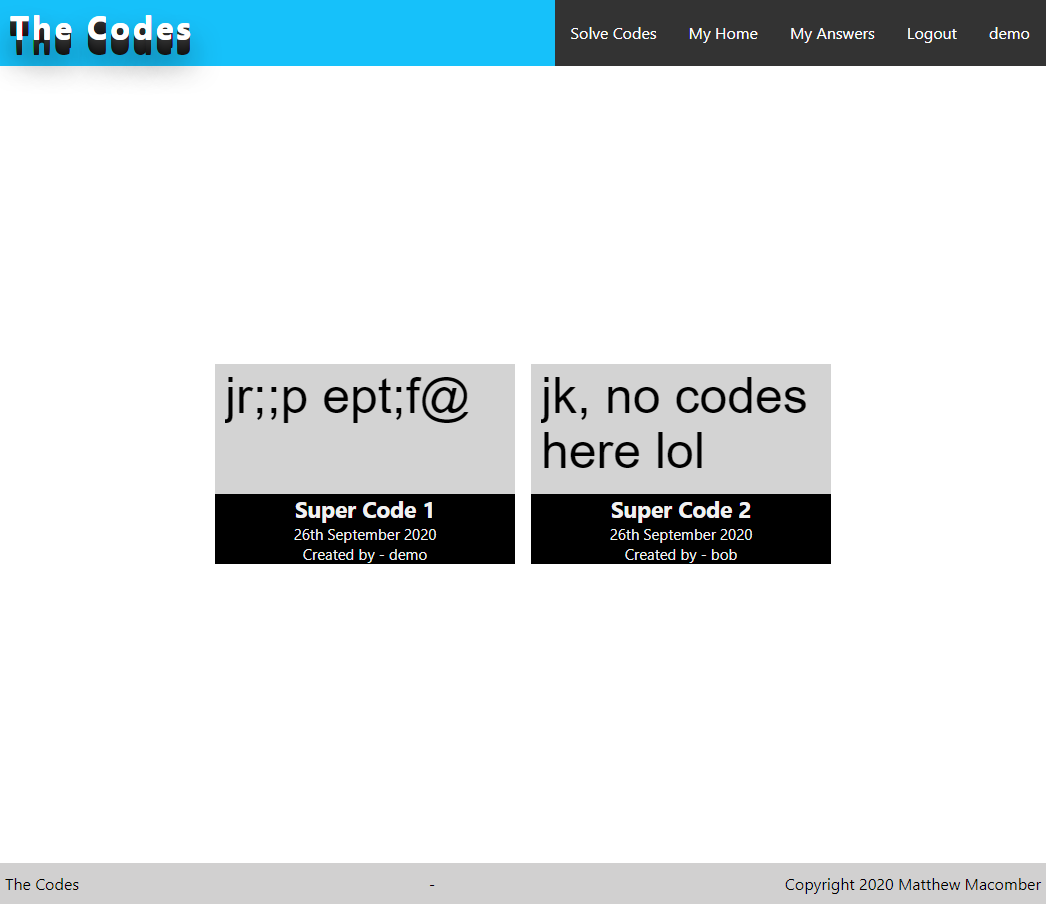 The Codes
Solve Codes My Home My Answers Logout demo
jr;;p ept;f@
Super Code 1
26th September 2020
Created by - demo
jk, no codes
here lol
Super Code 2
26th September 2020
Created by - bob
The Codes - Copyright 2020 Matthew Macomber